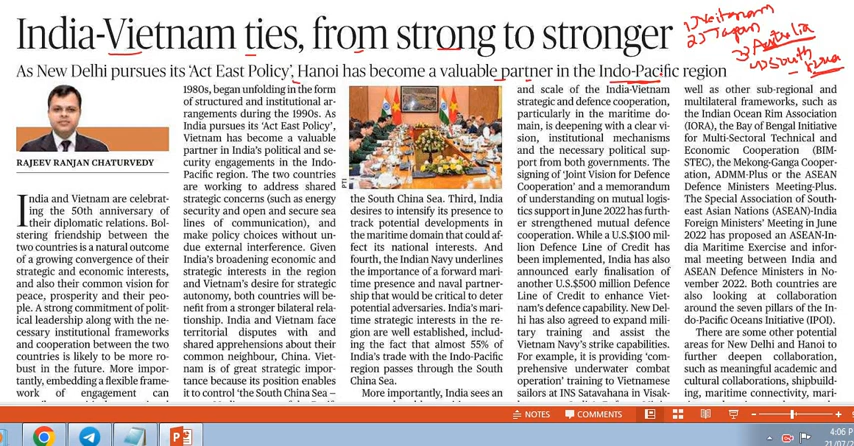 India-Vietnam ties, from strong to stronger
As New Delhi pursues its 'Act East Policy', Hanoi has become a valuable partner in the Indo-Pacific region
2) Japan
3) Australia
4) South
RAJEEV RANJAN CHATURVEDY
India and Vietnam are celebrat-
ing the 50th anniversary of
their diplomatic relations. Bol-
stering friendship between the
two countries is a natural outcome
of a growing convergence of their
strategic and economic interests,
and also their common vision for
peace, prosperity and their peo-
ple. A strong commitment of pol-
itical leadership along with the
necessary institutional frameworks
and cooperation between the two
countries is likely to be more ro-
bust in the future. More impor-
tantly, embedding a flexible frame-
work of engagement can
1980s, began unfolding in the form
of structured and institutional ar-
rangements during the 1990s. As
India pursues its 'Act East Policy',
Vietnam has become a valuable
partner in India's political and se-
curity engagements in the Indo-
Pacific region. The two countries
are working to address shared
strategic concerns (such as energy
security and open and secure sea
lines of communication), and
make policy choices without un-
due external interference. Given
India's broadening economic and
strategic interests in the region
and Vietnam's desire for strategic
autonomy, both countries will be-
nefit from a stronger bilateral rela-
tionship. India and Vietnam face
territorial disputes with and
shared apprehensions about their
common neighbour, China. Viet-
nam is of great strategic impor-
tance because its position enables
it to control 'the South China Sea –
PTI
the South China Sea. Third, India
desires to intensify its presence to
track potential developments in
the maritime domain that could af-
fect its national interests. And
fourth, the Indian Navy underlines
the importance of a forward mari-
time presence and naval partner-
ship that would be critical to deter
potential adversaries. India's mari-
time strategic interests in the region
are well established, includ-
ing the fact that almost 55% of
India's trade with the Indo-Pacific
region passes through the South
China Sea.
More importantly, India sees an
and scale of the India-Vietnam
strategic and defence cooperation,
particularly in the maritime do-
main, is deepening with a clear vi-
sion, institutional mechanisms
and the necessary political sup-
port from both governments. The
signing of 'Joint Vision for Defence
Cooperation' and a memorandum
of understanding on mutual logis-
tics support in June 2022 has furth-
er strengthened mutual defence
cooperation. While a U.S.$100 mil-
lion Defence Line of Credit has
been implemented, India has also
announced early finalisation of
another U.S.$500 million Defence
Line of Credit to enhance Viet-
nam's defence capability. New Del-
hi has also agreed to expand mili-
tary training and assist the
Vietnam Navy's strike capabilities.
For example, it is providing 'com-
prehensive underwater combat
operation' training to Vietnamese
sailors at INS Satavahana in Visak-
well as other sub-regional and
multilateral frameworks, such as
the Indian Ocean Rim Association
(IORA), the Bay of Bengal Initiative
for Multi-Sectoral Technical and
Economic Cooperation (BIM-
STEC), the Mekong-Ganga Cooper-
ation, ADMM-Plus or the ASEAN
Defence Ministers Meeting-Plus.
The Special Association of South-
east Asian Nations (ASEAN)-India
Foreign Ministers' Meeting in June
2022 has proposed an ASEAN-In-
dia Maritime Exercise and infor-
mal meeting between India and
ASEAN Defence Ministers in No-
vember 2022. Both countries are
also looking at collaboration
around the seven pillars of the In-
do-Pacific Oceans Initiative (IPOI).
There are some other potential
areas for New Delhi and Hanoi to
further deepen collaboration,
such as meaningful academic and
cultural collaborations, shipbuild-
ing, maritime connectivity, mari-
NOTES
COMMENTS
4:06 P